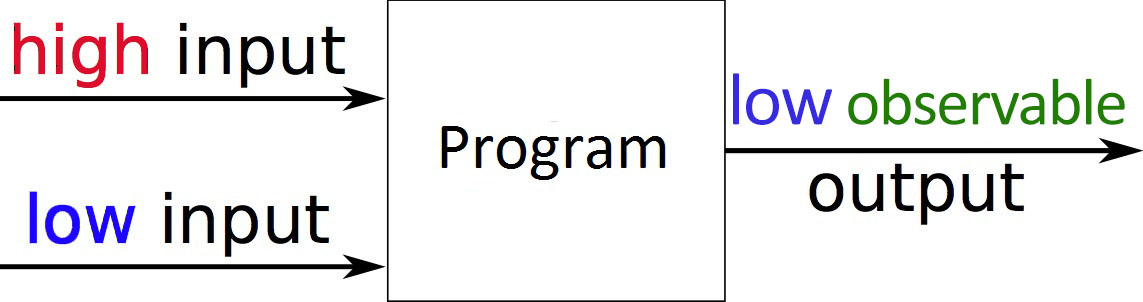 high input
low input
Program
low observable
output